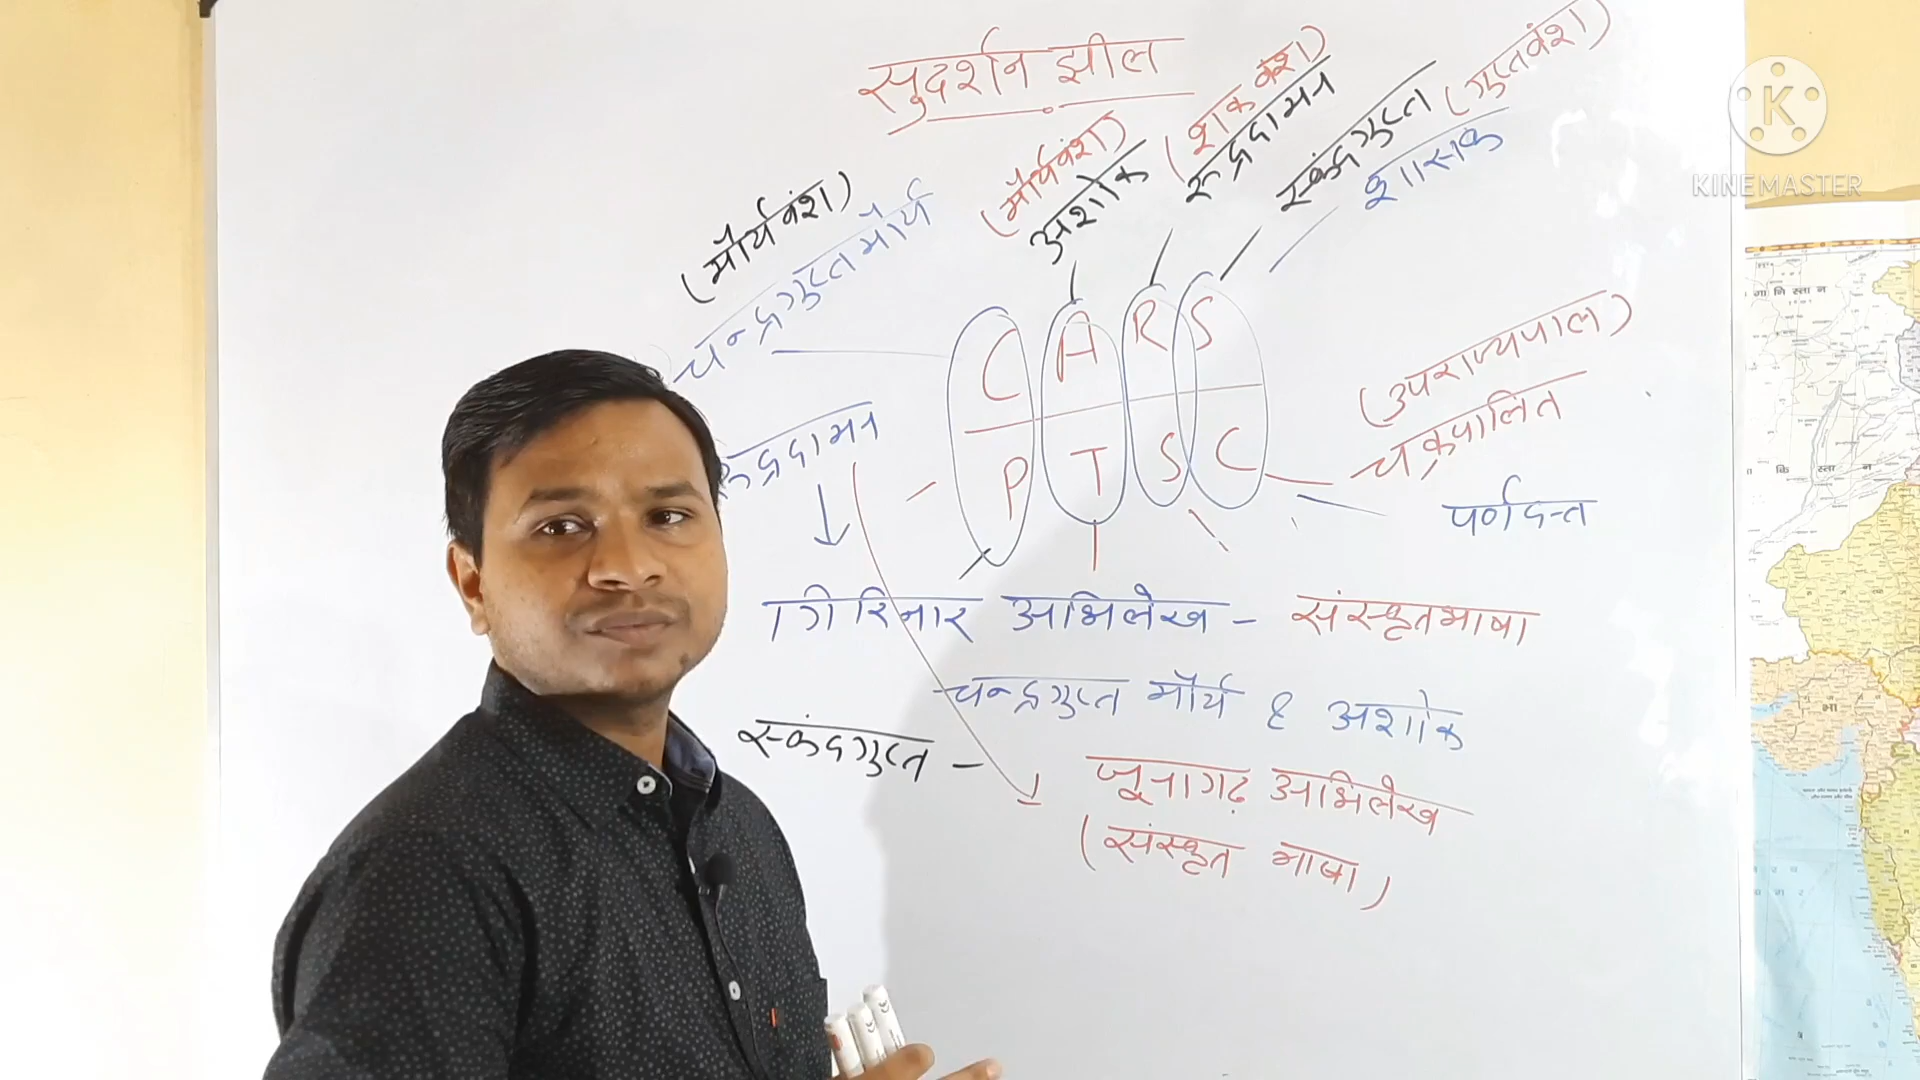 सुदर्शन झील
(मौर्यवंश)
चन्द्रगुप्त मौर्य
(मौर्यवंश)
अशोक
(शक वंश)
रुद्रदामन
स्कंदगुप्त (गुप्तवंश)
शासक
KINEMASTER
C A R S
P T S C
(उपराज्यपाल)
चक्रपालित
पर्णदन्त
रुद्रदामन
गिरिनार अभिलेख - संस्कृत भाषा
चन्द्रगुप्त मौर्य & अशोक
स्कंदगुप्त -
जूनागढ़ अभिलेख
(संस्कृत भाषा)